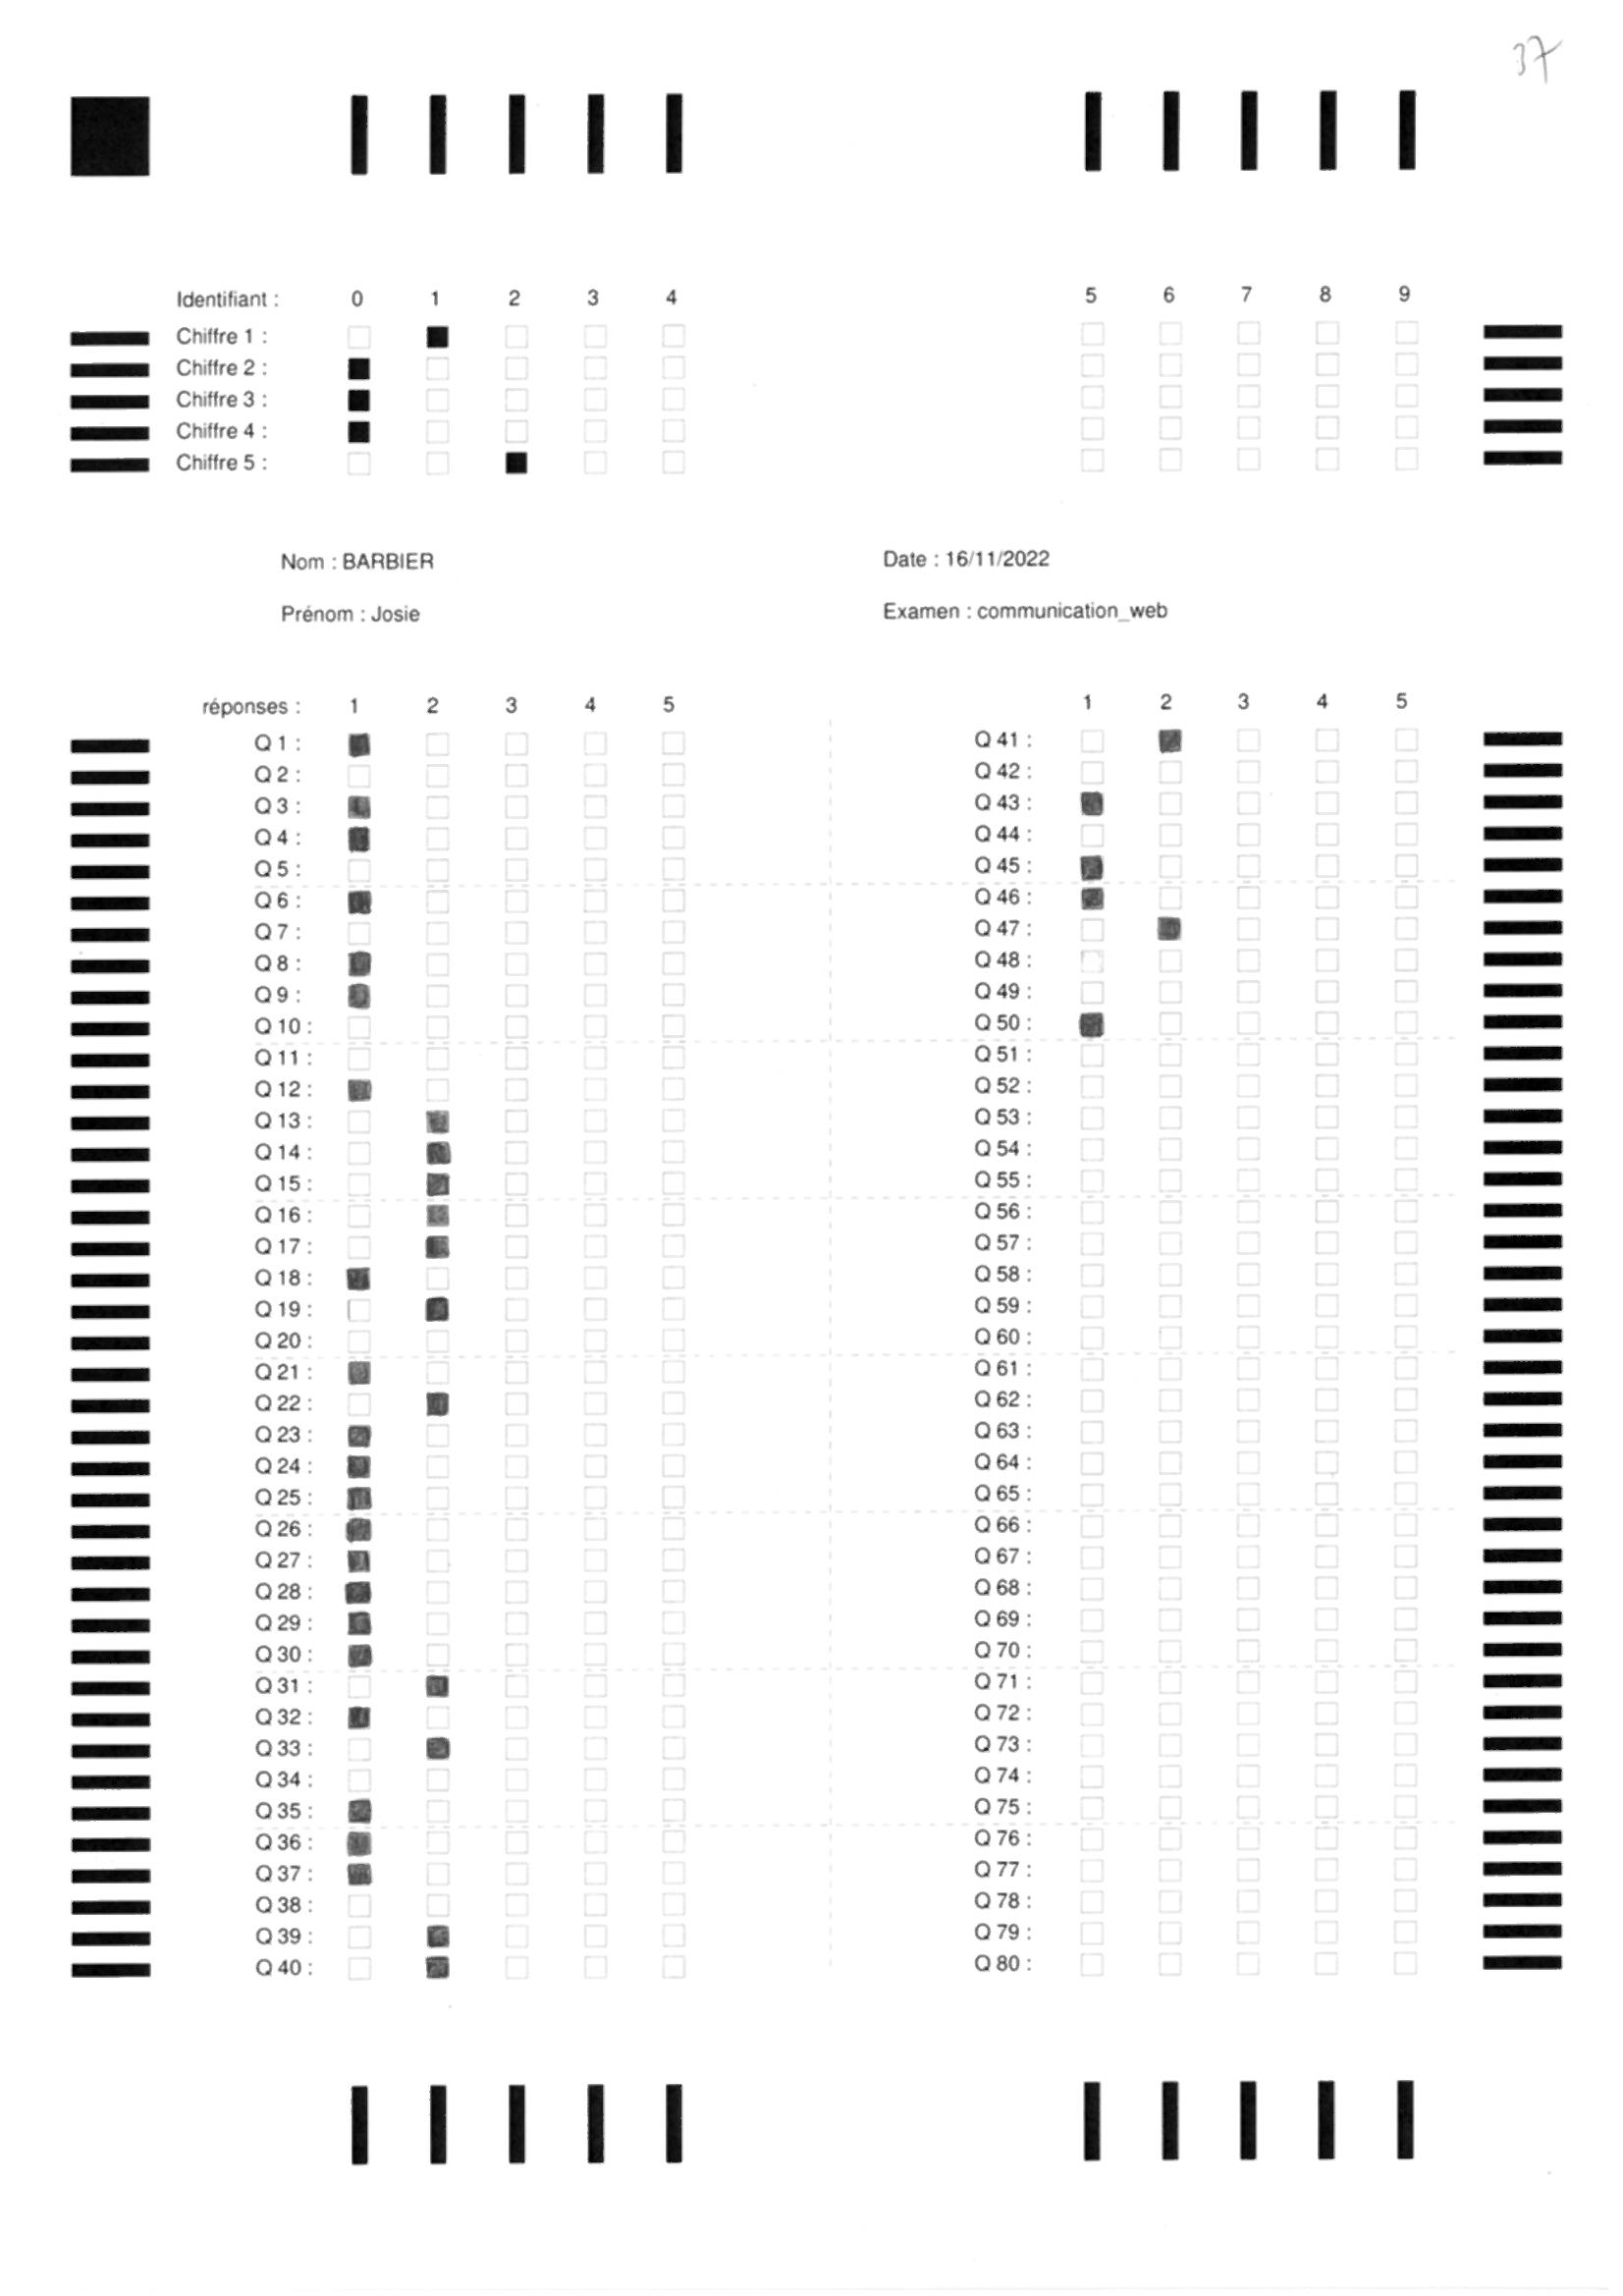 37
Identifiant : 0 1 2 3 4 5 6 7 8 9
Chiffre 1 :
Chiffre 2 :
Chiffre 3 :
Chiffre 4 :
Chiffre 5 :
Nom : BARBIER
Date : 16/11/2022
Prénom : Josie
Examen : communication_web
réponses : 1 2 3 4 5
Q 1 :
Q 2 :
Q 3 :
Q 4 :
Q 5 :
Q 6 :
Q 7 :
Q 8 :
Q 9 :
Q 10 :
Q 11 :
Q 12 :
Q 13 :
Q 14 :
Q 15 :
Q 16 :
Q 17 :
Q 18 :
Q 19 :
Q 20 :
Q 21 :
Q 22 :
Q 23 :
Q 24 :
Q 25 :
Q 26 :
Q 27 :
Q 28 :
Q 29 :
Q 30 :
Q 31 :
Q 32 :
Q 33 :
Q 34 :
Q 35 :
Q 36 :
Q 37 :
Q 38 :
Q 39 :
Q 40 :
1 2 3 4 5
Q 41 :
Q 42 :
Q 43 :
Q 44 :
Q 45 :
Q 46 :
Q 47 :
Q 48 :
Q 49 :
Q 50 :
Q 51 :
Q 52 :
Q 53 :
Q 54 :
Q 55 :
Q 56 :
Q 57 :
Q 58 :
Q 59 :
Q 60 :
Q 61 :
Q 62 :
Q 63 :
Q 64 :
Q 65 :
Q 66 :
Q 67 :
Q 68 :
Q 69 :
Q 70 :
Q 71 :
Q 72 :
Q 73 :
Q 74 :
Q 75 :
Q 76 :
Q 77 :
Q 78 :
Q 79 :
Q 80 :